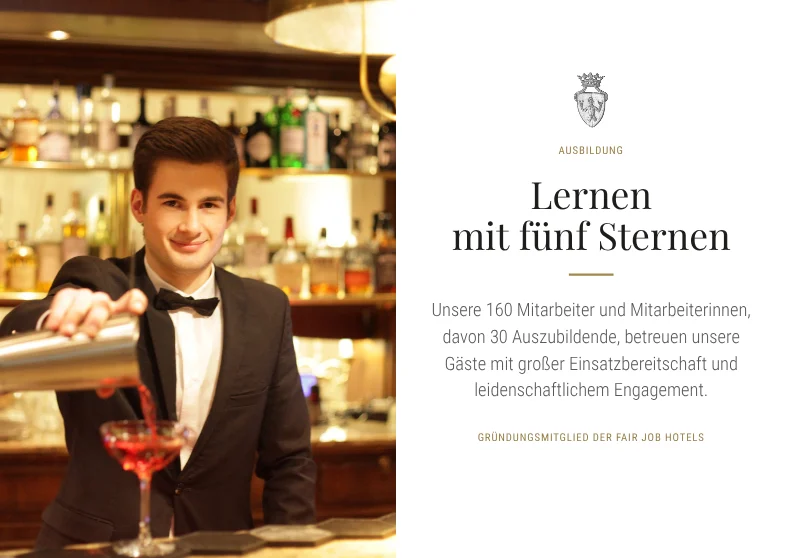 AUSBILDUNG
Lernen
mit fünf Sternen
Unsere 160 Mitarbeiter und Mitarbeiterinnen,
davon 30 Auszubildende, betreuen unsere
Gäste mit großer Einsatzbereitschaft und
leidenschaftlichem Engagement.
GRÜNDUNGSMITGLIED DER FAIR JOB HOTELS